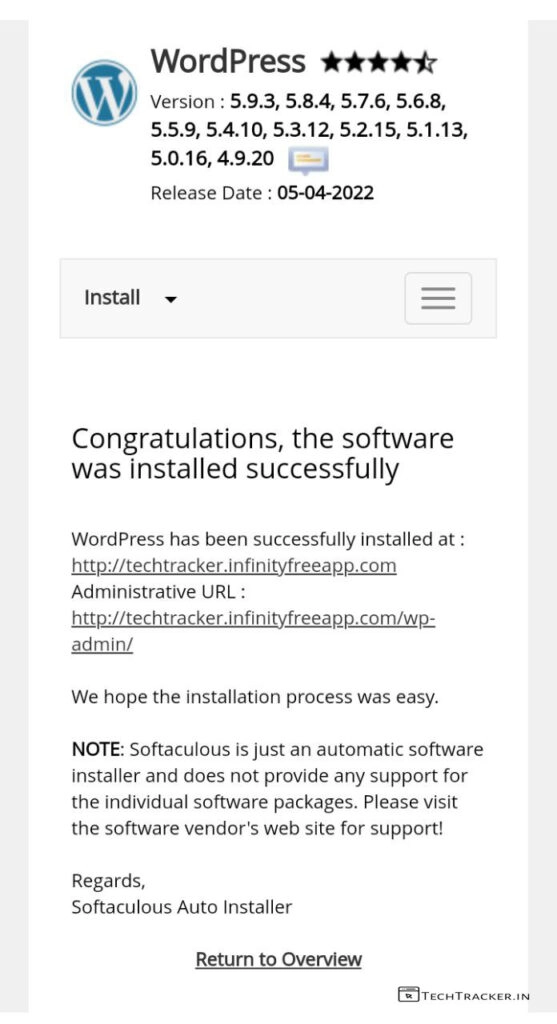 WordPress
Version : 5.9.3, 5.8.4, 5.7.6, 5.6.8,
5.5.9, 5.4.10, 5.3.12, 5.2.15, 5.1.13,
5.0.16, 4.9.20
Release Date : 05-04-2022
Install
Congratulations, the software
was installed successfully
WordPress has been successfully installed at :
http://techtracker.infinityfreeapp.com
Administrative URL :
http://techtracker.infinityfreeapp.com/wp-
admin/
We hope the installation process was easy.
NOTE: Softaculous is just an automatic software
installer and does not provide any support for
the individual software packages. Please visit
the software vendor's web site for support!
Regards,
Softaculous Auto Installer
Return to Overview
TECHTRACKER.IN